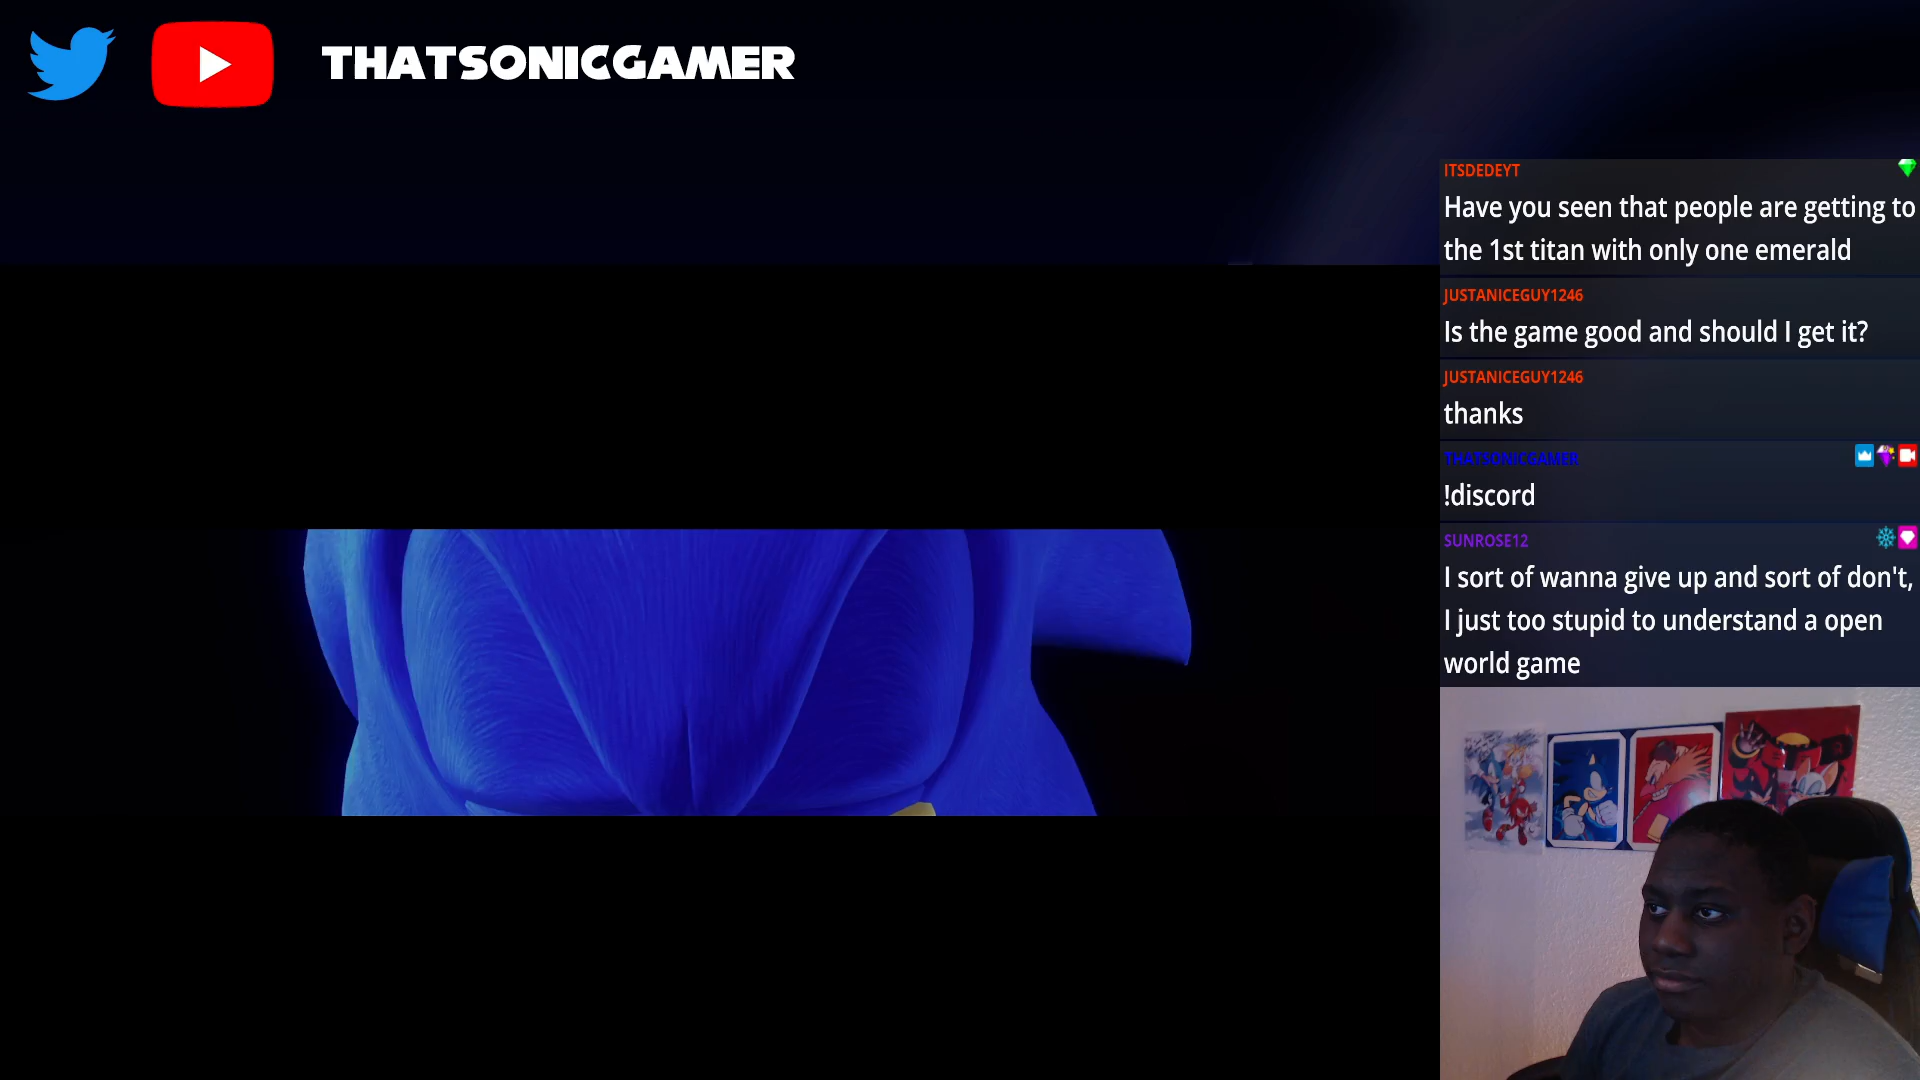 THATSONICGAMER
ITSDEDEYT
Have you seen that people are getting to
the 1st titan with only one emerald
JUSTANICEGUY1246
Is the game good and should I get it?
JUSTANICEGUY1246
thanks
THATSONICGAMER
!discord
SUNROSE12
I sort of wanna give up and sort of don't,
I just too stupid to understand a open
world game